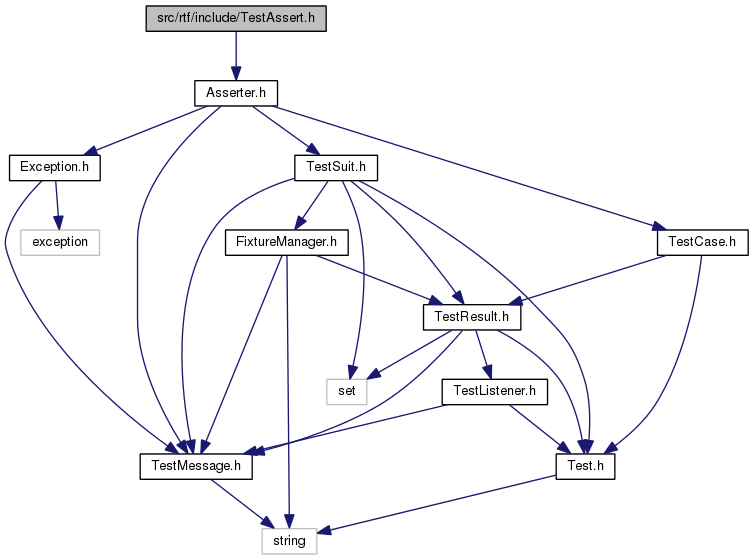 src/rtf/include/TestAssert.h
Asserter.h
Exception.h
TestSuit.h
exception
FixtureManager.h
TestCase.h
TestResult.h
set
TestListener.h
TestMessage.h
Test.h
string